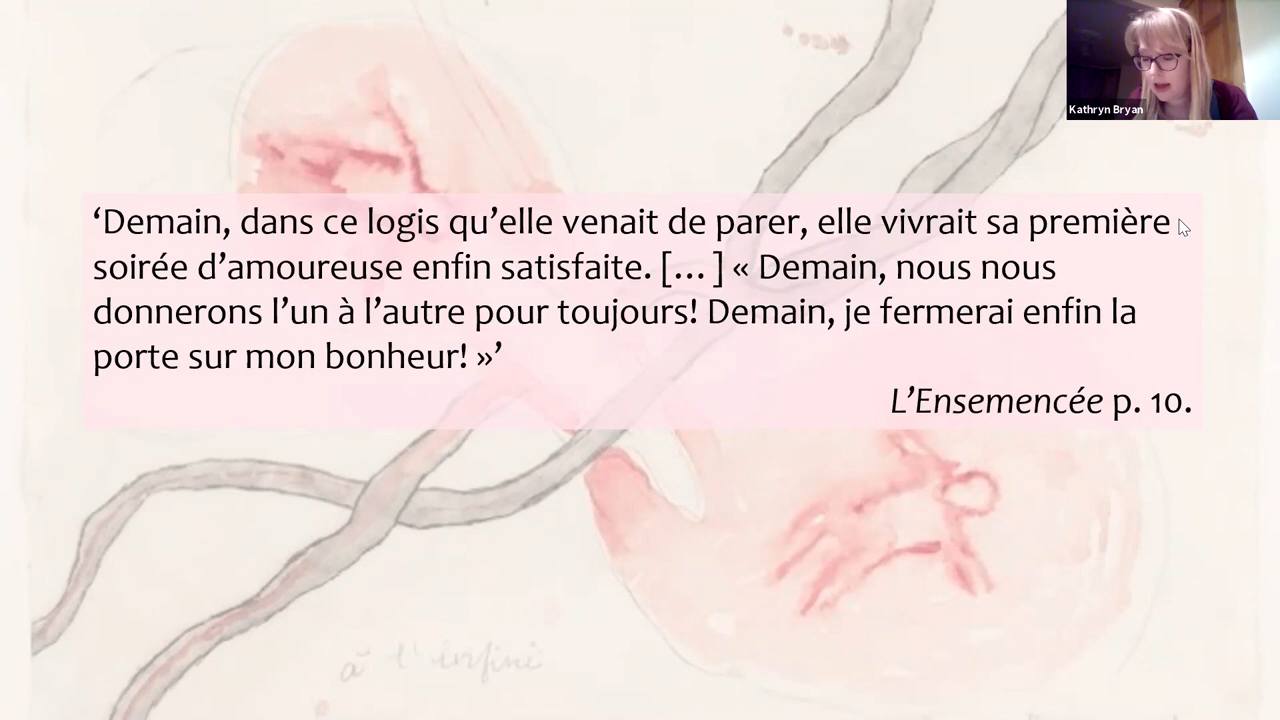 Kathryn Bryan
‘Demain, dans ce logis qu’elle venait de parer, elle vivrait sa première
soirée d’amoureuse enfin satisfaite. [… ] « Demain, nous nous
donnerons l’un à l’autre pour toujours! Demain, je fermerai enfin la
porte sur mon bonheur! »’
L’Ensemencée p. 10.
à l'infini